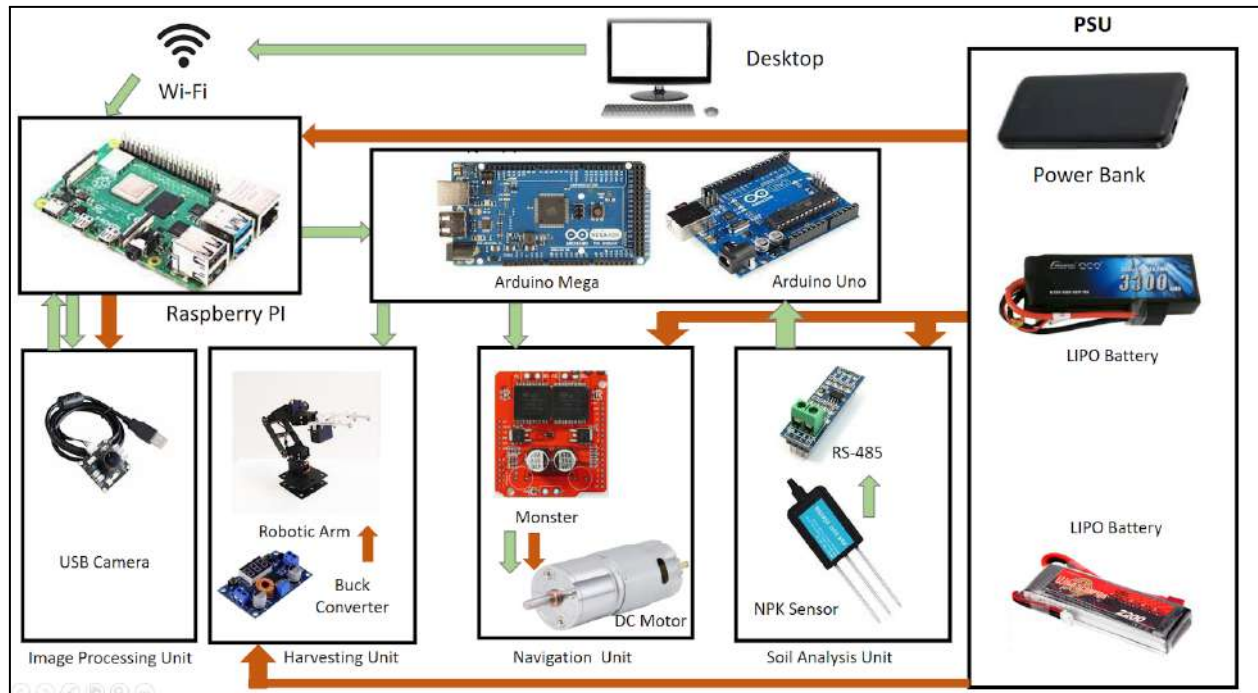 PSU
Desktop
Wi-Fi
Power Bank
Arduino Mega
Arduino Uno
Raspberry PI
3300
LIPO Battery
RS-485
Monster
Robotic Arm
LIPO Battery
USB Camera
Buck
Converter
NPK Sensor
DC Motor
2200
Image Processing Unit
Harvesting Unit
Navigation Unit
Soil Analysis Unit